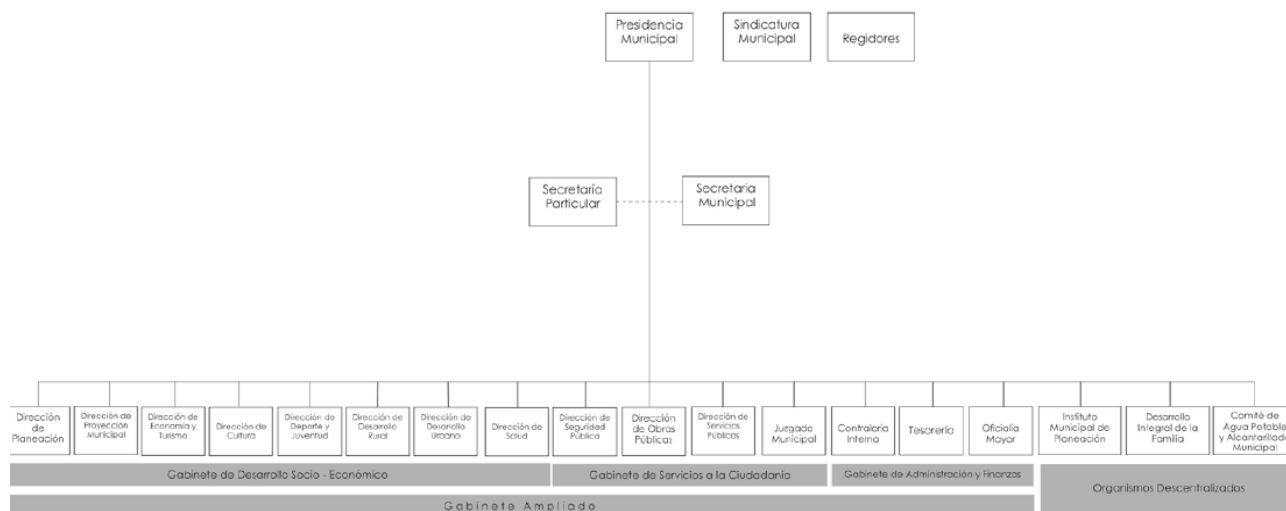 Presidencia
Municipal
Sindicatura
Municipal
Regidores
Secretaría
Particular
Secretaria
Municipal
Dirección
de
Planeación
Dirección de
Proyección
Municipal
Dirección de
Economía y
Turismo
Dirección de
Cultura
Dirección de
Deporte y
Juventud
Dirección de
Desarrollo
Rural
Dirección de
Desarrollo
Urbano
Dirección
de Salud
Dirección de
Seguridad
Pública
Dirección
de Obras
Públicas
Dirección de
Servicios
Públicos
Juzgado
Municipal
Contraloría
Interna
Tesorería
Oficialía
Mayor
Instituto
Municipal de
Planeación
Desarrollo
Integral de la
Familia
Comité de
Agua Potable
y Alcantarillado
Municipal
Gabinete de Desarrollo Socio - Económico
Gabinete de Servicios a la Ciudadanía
Gabinete de Administración y Finanzas
Organismos Descentralizados
Gabinete Ampliado